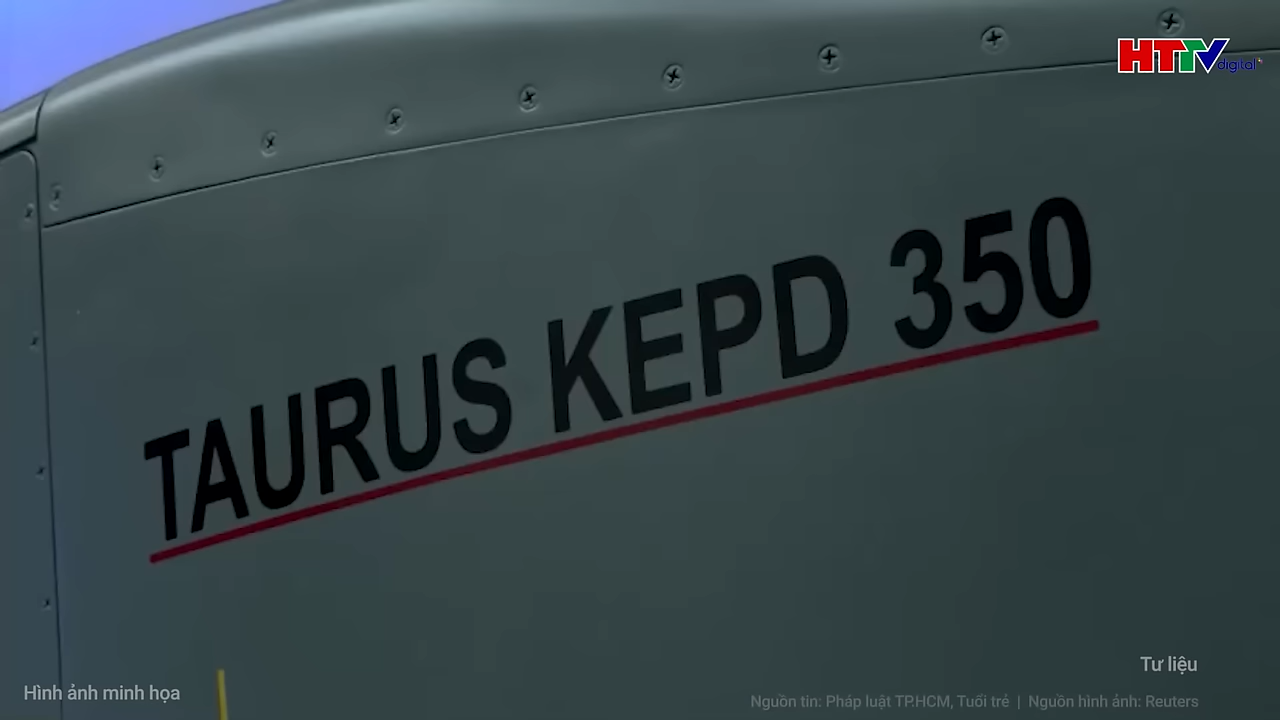 HTTV digital
TAURUS KEPD 350
Tư liệu
Hình ảnh minh họa
Nguồn tin: Pháp luật TP.HCM, Tuổi trẻ | Nguồn hình ảnh: Reuters